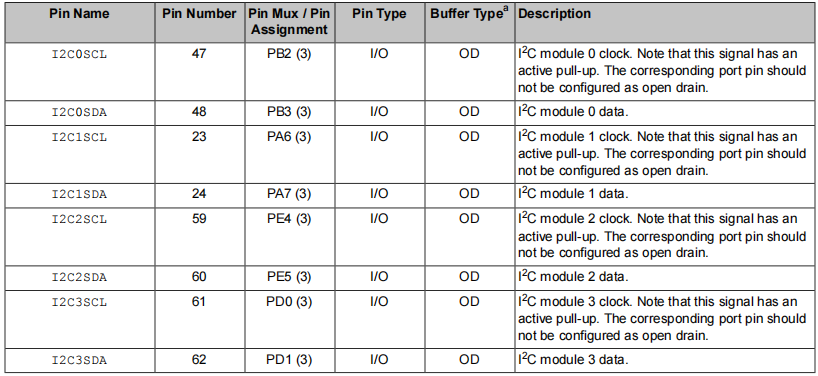 Pin Name Pin Number Pin Mux / Pin Assignment Pin Type Buffer Typeᵃ Description
I2C0SCL 47 PB2 (3) I/O OD I²C module 0 clock. Note that this signal has an
active pull-up. The corresponding port pin should
not be configured as open drain.
I2C0SDA 48 PB3 (3) I/O OD I²C module 0 data.
I2C1SCL 23 PA6 (3) I/O OD I²C module 1 clock. Note that this signal has an
active pull-up. The corresponding port pin should
not be configured as open drain.
I2C1SDA 24 PA7 (3) I/O OD I²C module 1 data.
I2C2SCL 59 PE4 (3) I/O OD I²C module 2 clock. Note that this signal has an
active pull-up. The corresponding port pin should
not be configured as open drain.
I2C2SDA 60 PE5 (3) I/O OD I²C module 2 data.
I2C3SCL 61 PD0 (3) I/O OD I²C module 3 clock. Note that this signal has an
active pull-up. The corresponding port pin should
not be configured as open drain.
I2C3SDA 62 PD1 (3) I/O OD I²C module 3 data.